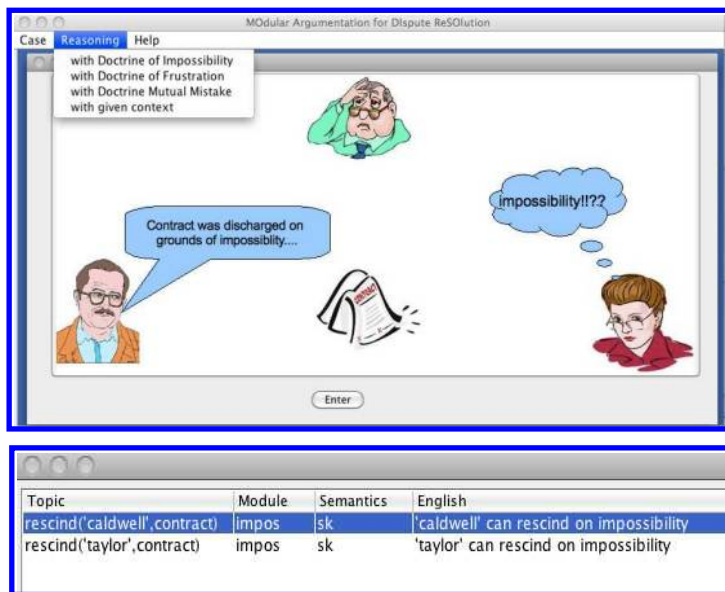 MOdular Argumentation for DIspute ReSOlution
Case Reasoning Help
with Doctrine of Impossibility
with Doctrine of Frustration
with Doctrine Mutual Mistake
with given context
impossibility!!??
Contract was discharged on
grounds of impossiblity....
CONTRACT
Enter
Topic Module Semantics English
rescind('caldwell',contract) impos sk 'caldwell' can rescind on impossibility
rescind('taylor',contract) impos sk 'taylor' can rescind on impossibility